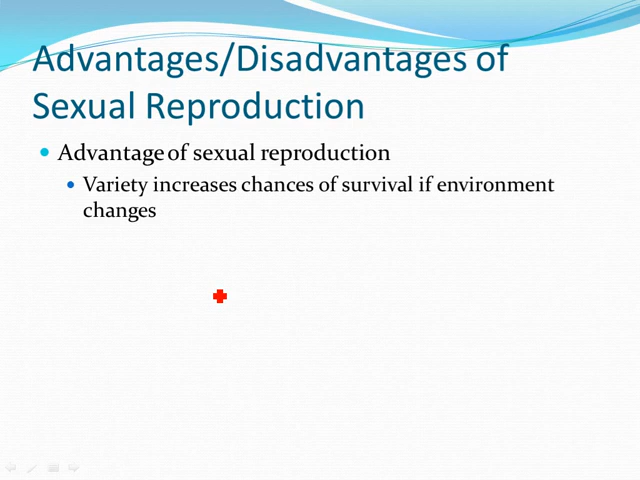 Advantages/Disadvantages of
Sexual Reproduction
Advantage of sexual reproduction
Variety increases chances of survival if environment
changes